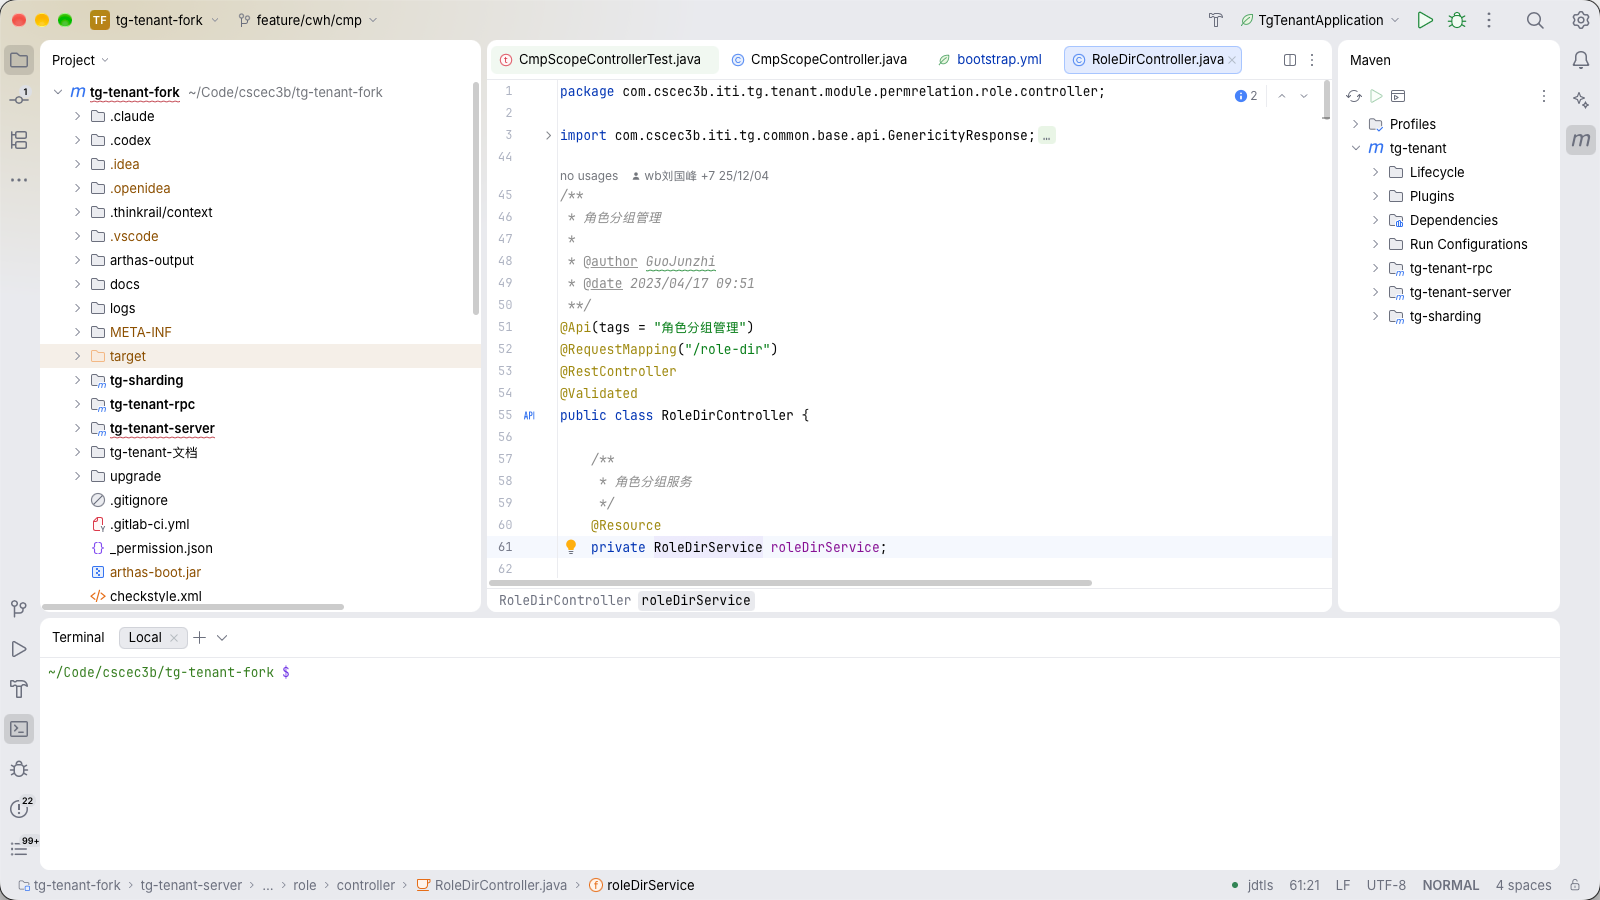 TF tg-tenant-fork feature/cwh/cmp TgTenantApplication
Project
tg-tenant-fork ~/Code/cscec3b/tg-tenant-fork
.claude
.codex
.idea
.openidea
.thinkrail/context
.vscode
arthas-output
docs
logs
META-INF
target
tg-sharding
tg-tenant-rpc
tg-tenant-server
tg-tenant-文档
upgrade
.gitignore
.gitlab-ci.yml
_permission.json
arthas-boot.jar
checkstyle.xml
CmpScopeControllerTest.java CmpScopeController.java bootstrap.yml RoleDirController.java
1 package com.cscec3b.iti.tg.tenant.module.permrelation.role.controller;
2
2
3 import com.cscec3b.iti.tg.common.base.api.GenericityResponse;...
44
no usages wb刘国峰 +7 25/12/04
45 /**
46 * 角色分组管理
47 *
48 * @author GuoJunzhi
49 * @date 2023/04/17 09:51
50 **/
51 @Api(tags = "角色分组管理")
52 @RequestMapping("/role-dir")
53 @RestController
54 @Validated
55 API public class RoleDirController {
56
57 /**
58 * 角色分组服务
59 */
60 @Resource
61 private RoleDirService roleDirService;
62
RoleDirController roleDirService
Maven
Profiles
tg-tenant
Lifecycle
Plugins
Dependencies
Run Configurations
tg-tenant-rpc
tg-tenant-server
tg-sharding
1
22
99+
Terminal Local
~/Code/cscec3b/tg-tenant-fork $
tg-tenant-fork > tg-tenant-server > ... > role > controller > RoleDirController.java > roleDirService
jdtls 61:21 LF UTF-8 NORMAL 4 spaces